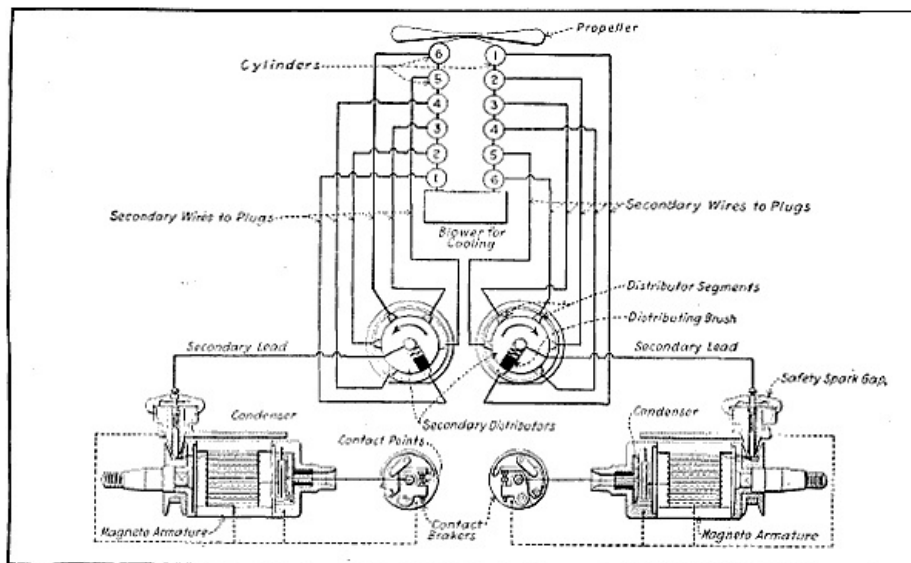 Propeller
Cylinders
6 1
5 2
4 3
3 4
2 5
1 6
Secondary Wires to Plugs
Secondary Wires to Plugs
Blower for
Cooling
Distributor Segments
Distributing Brush
Secondary Lead
Secondary Lead
Safety Spark Gap
Condenser
Secondary Distributors
Condenser
Contact Points
Magneto Armature
Contact
Brakers
Magneto Armature